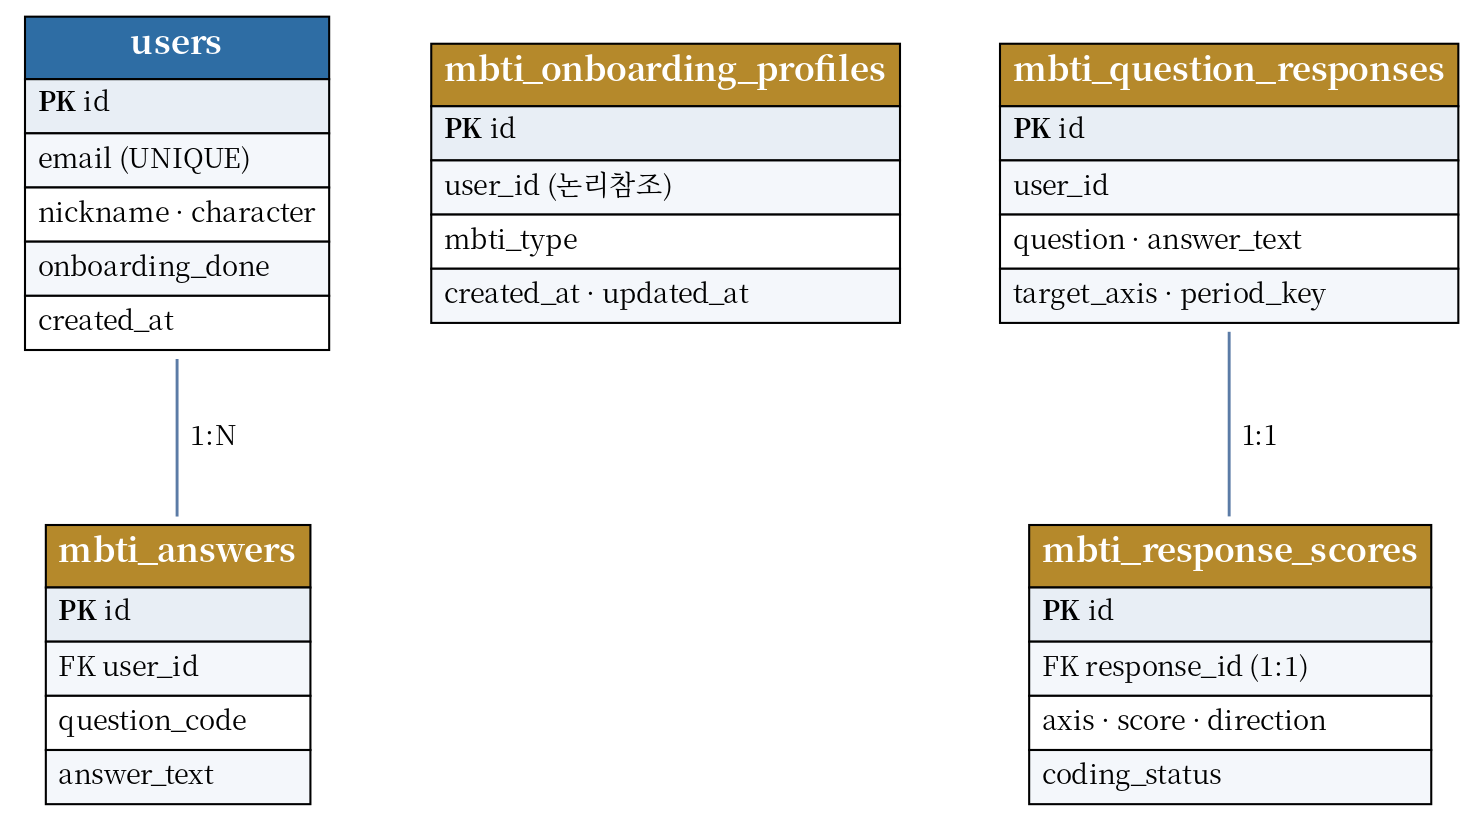 users
PK id
email (UNIQUE)
nickname · character
onboarding_done
created_at
1:N
mbti_answers
PK id
FK user_id
question_code
answer_text
mbti_onboarding_profiles
PK id
user_id (논리참조)
mbti_type
created_at · updated_at
mbti_question_responses
PK id
user_id
question · answer_text
target_axis · period_key
1:1
mbti_response_scores
PK id
FK response_id (1:1)
axis · score · direction
coding_status